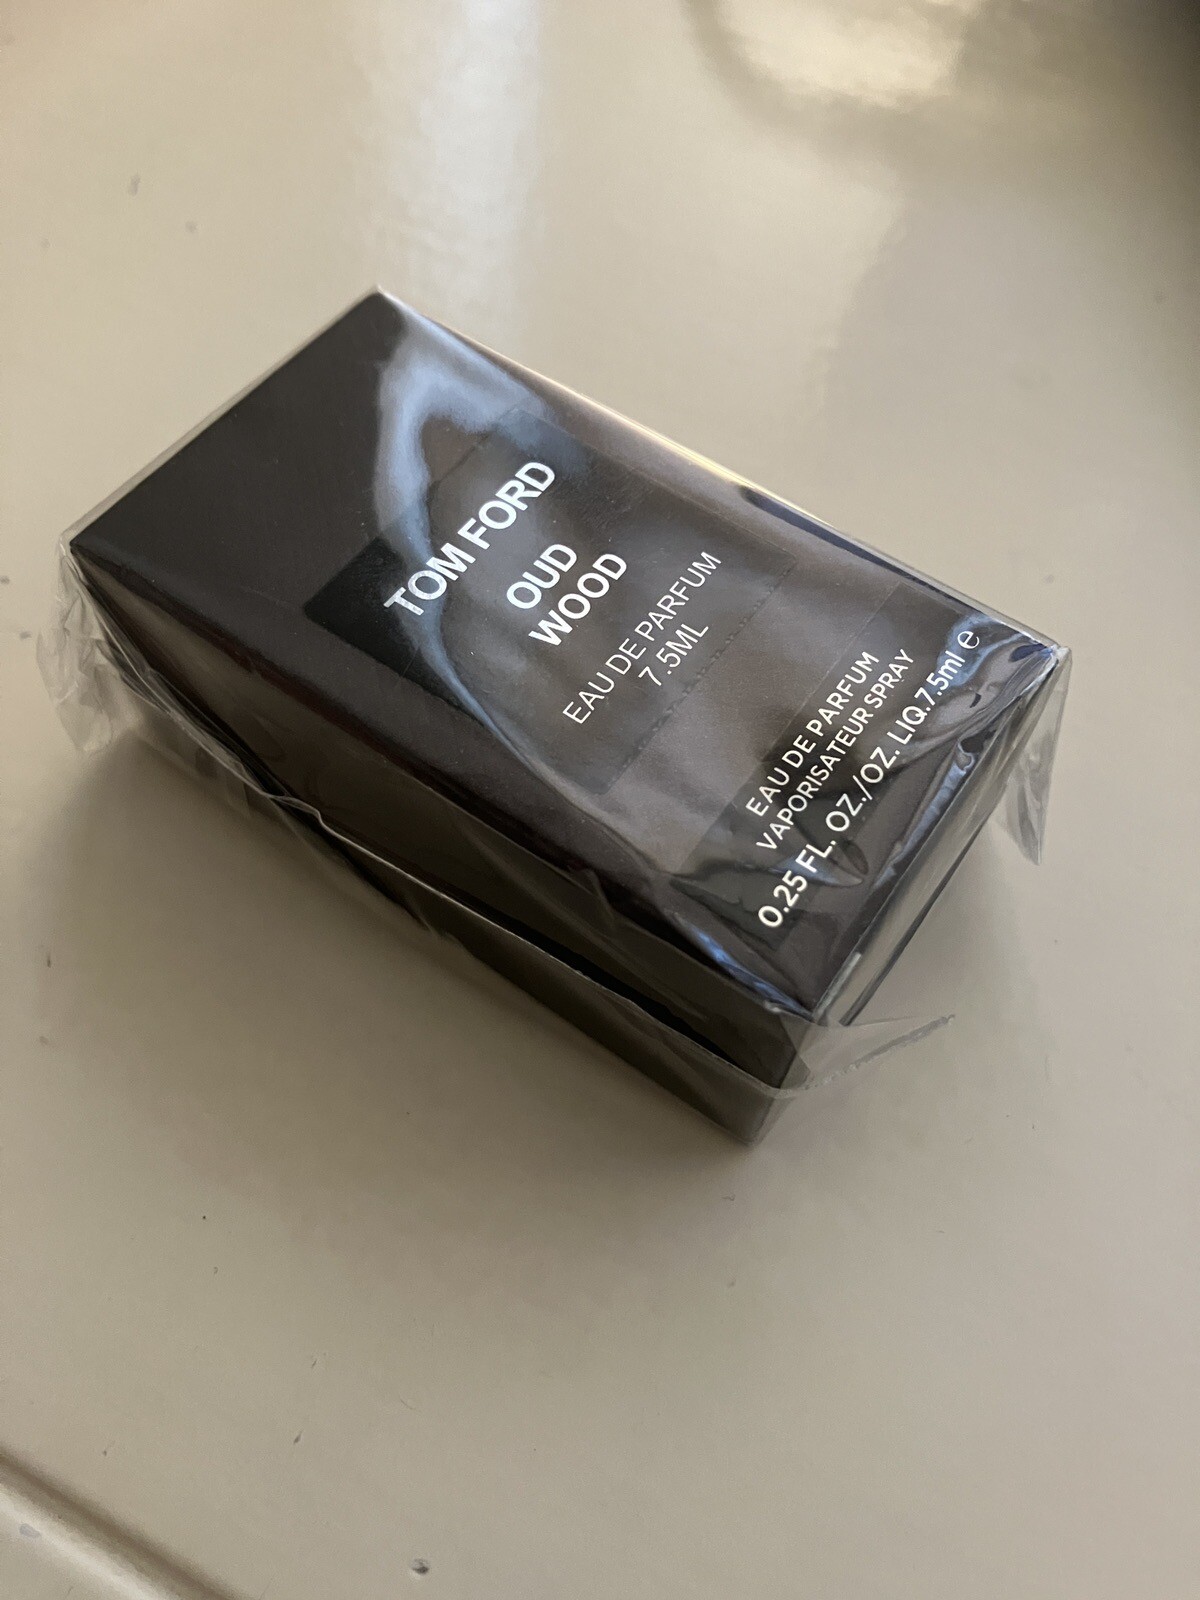 TOM FORD
OUD
WOOD
EAU DE PARFUM
7.5ML
EAU DE PARFUM
VAPORISATEUR SPRAY
0.25 FL. OZ./OZ. LIQ.7.5ml e